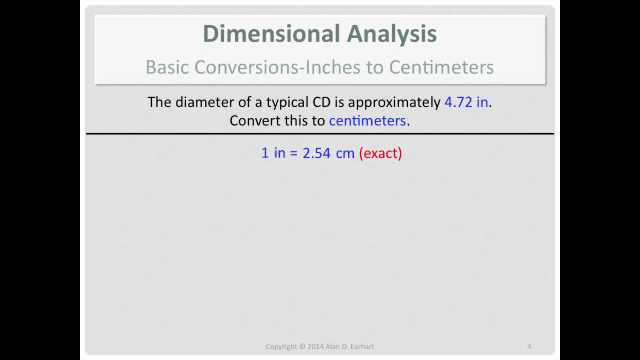 Dimensional Analysis
Basic Conversions-Inches to Centimeters
The diameter of a typical CD is approximately 4.72 in.
Convert this to centimeters.
1 in = 2.54 cm (exact)
Copyright © 2014 Alan D. Earhart
4